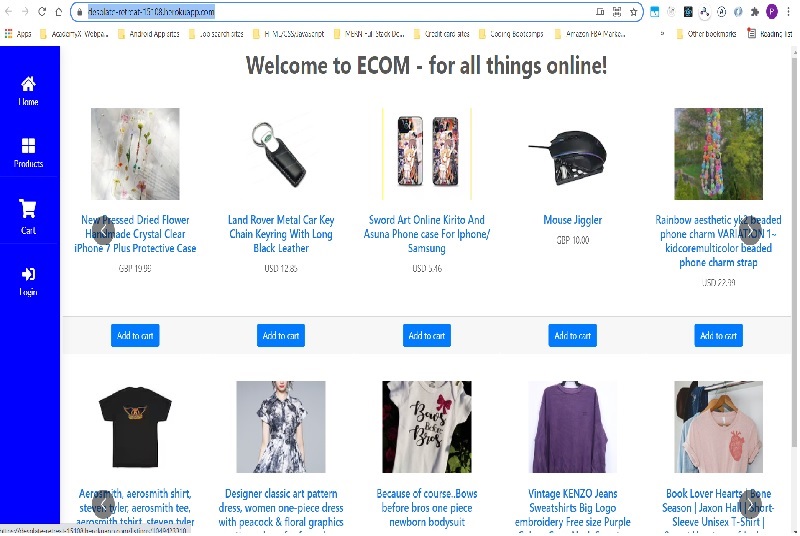 desolate-retreat-15108.herokuapp.com
Apps
AcademyX -Webpa...
Android App sites
Job search sites
HTML/CSS/JavaScript
MERN Full Stack De...
Credit card sites
Coding Bootcamps
Amazon FBA Marke...
»
Other bookmarks
Reading list
Welcome to ECOM - for all things online!
Home
Products
Cart
Login
New Pressed Dried Flower
Handmade Crystal Clear
iPhone 7 Plus Protective Case
GBP 19.99
Land Rover Metal Car Key
Chain Keyring With Long
Black Leather
USD 12.85
Sword Art Online Kirito And
Asuna Phone case For Iphone/
Samsung
USD 5.46
Mouse Jiggler
GBP 10.00
Rainbow aesthetic yk2 beaded
phone charm VARIATION 1~
kidcoremulticolor beaded
phone charm strap
USD 22.99
Add to cart
Add to cart
Add to cart
Add to cart
Add to cart
Aerosmith, aerosmith shirt,
steven tyler, aerosmith tee,
aerosmith tshirt, steven tyler
Designer classic art pattern
dress, women one-piece dress
with peacock & floral graphics
Because of course..Bows
before bros one piece
newborn bodysuit
Bows
Before
Bros.
Vintage KENZO Jeans
Sweatshirts Big Logo
embroidery Free size Purple
Book Lover Hearts | Bone
Season | Jaxon Hall | Short-
Sleeve Unisex T-Shirt |